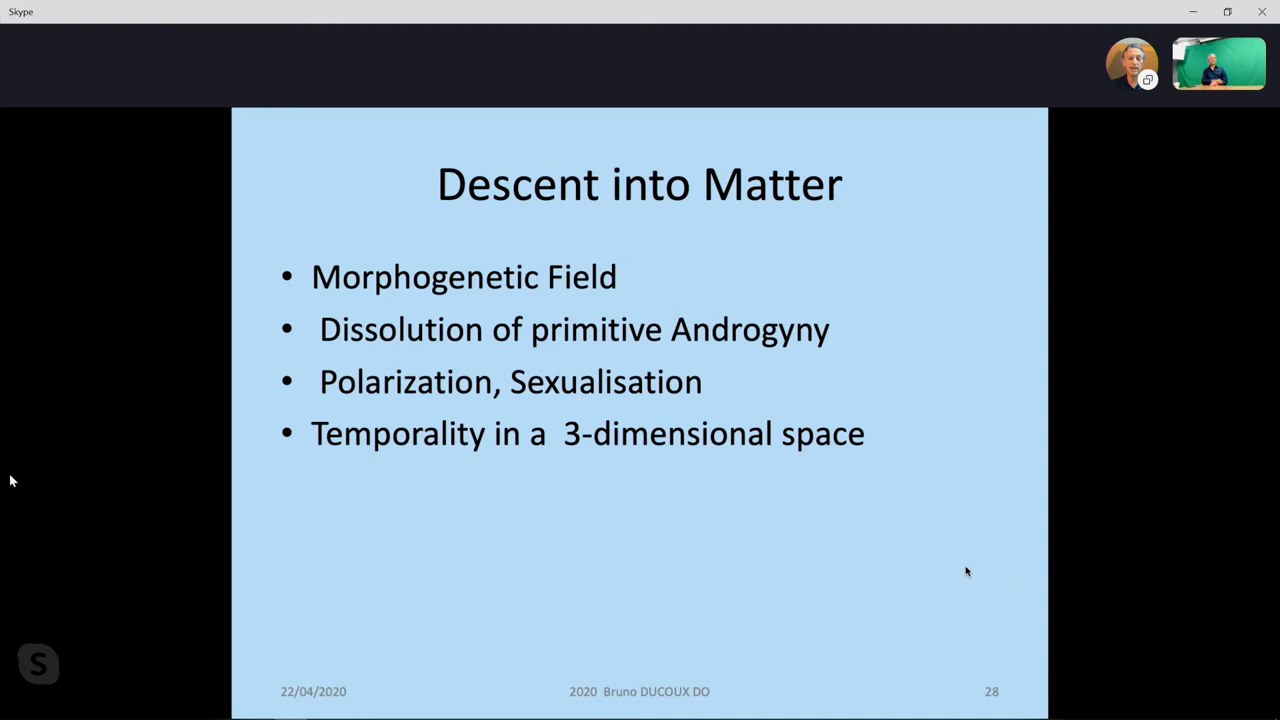 Skype
Descent into Matter
• Morphogenetic Field
• Dissolution of primitive Androgyny
• Polarization, Sexualisation
• Temporality in a 3-dimensional space
S
22/04/2020 2020 Bruno DUCOUX DO 28